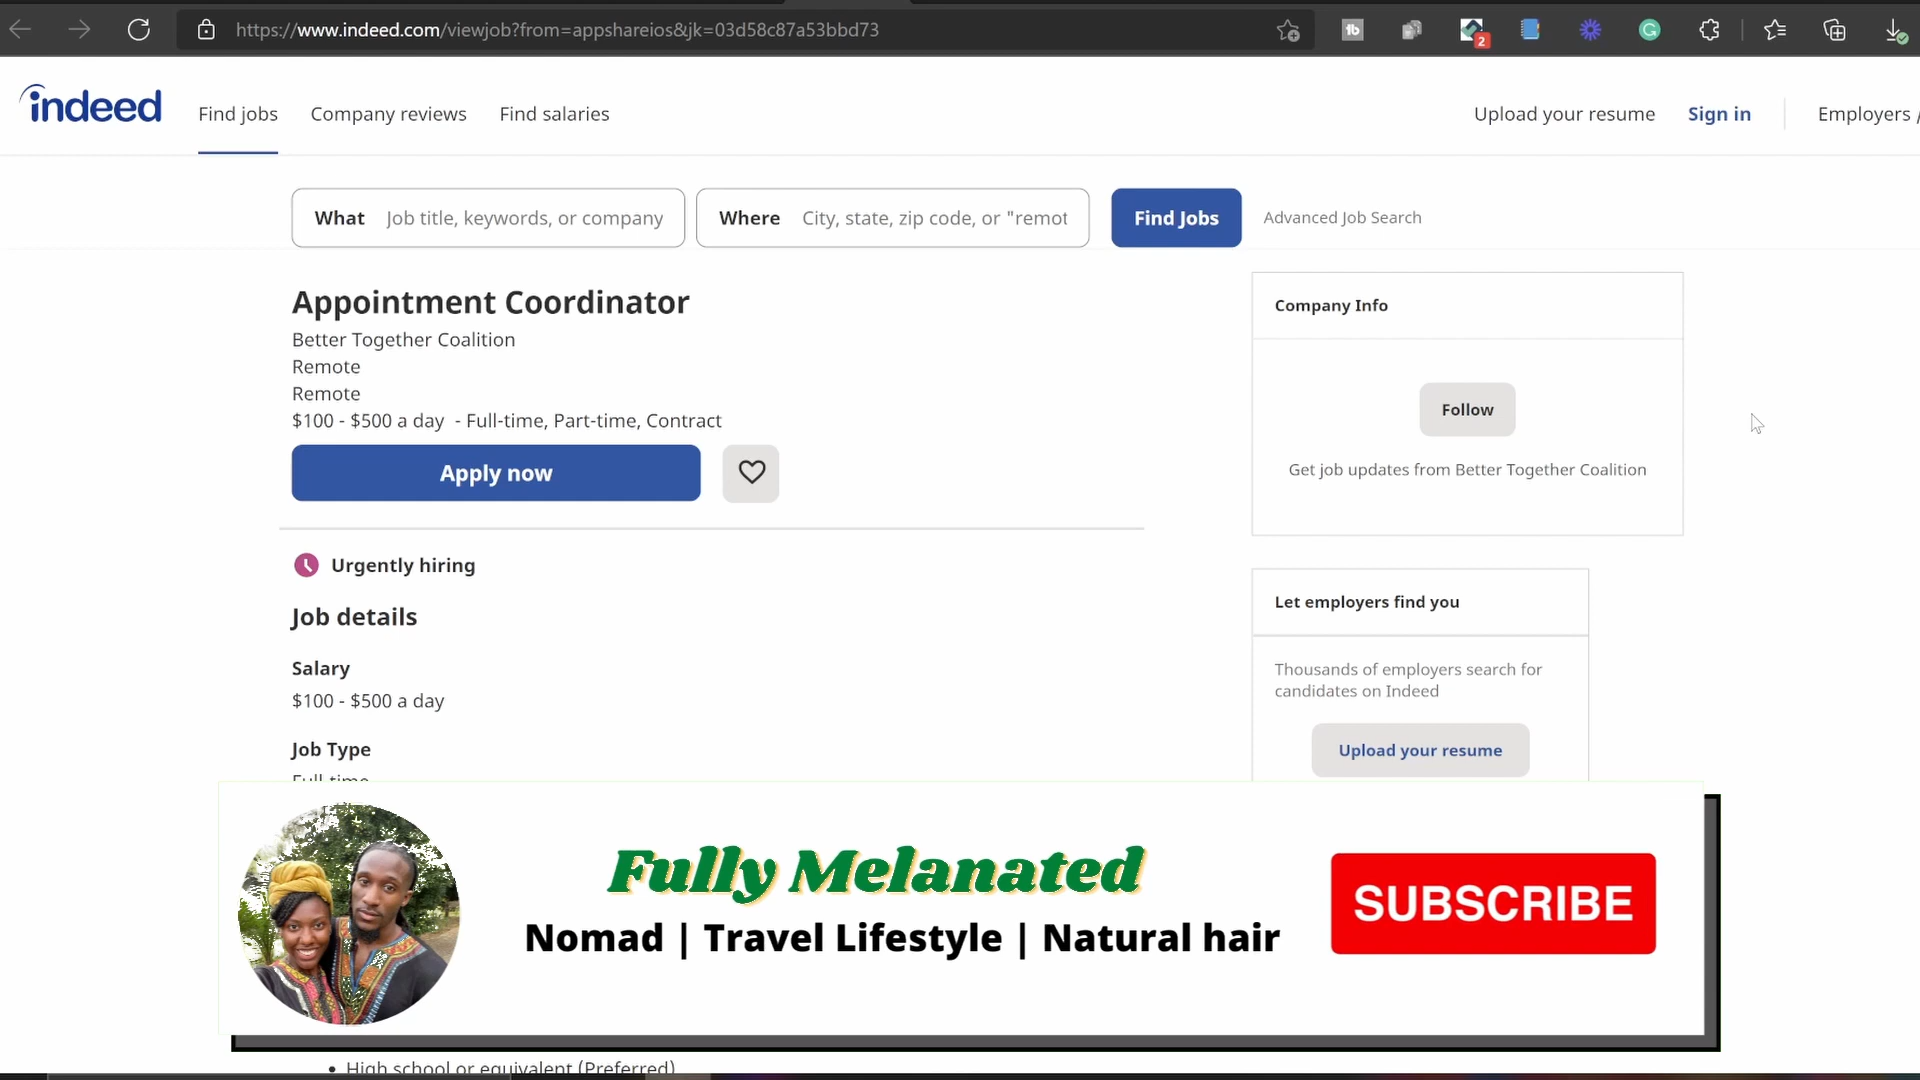 https://www.indeed.com/viewjob?from=appshareios&jk=03d58c87a53bbd73
tb
2
G
indeed
Find jobs
Company reviews
Find salaries
Upload your resume
Sign in
Employers /
What
Job title, keywords, or company
Where
City, state, zip code, or "remot
Find Jobs
Advanced Job Search
Appointment Coordinator
Better Together Coalition
Remote
Remote
$100 - $500 a day - Full-time, Part-time, Contract
Apply now
Company Info
Follow
Get job updates from Better Together Coalition
Urgently hiring
Job details
Salary
$100 - $500 a day
Job Type
Full-time
Let employers find you
Thousands of employers search for
candidates on Indeed
Upload your resume
Fully Melanated
Nomad | Travel Lifestyle | Natural hair
SUBSCRIBE
• High school or equivalent (Preferred)